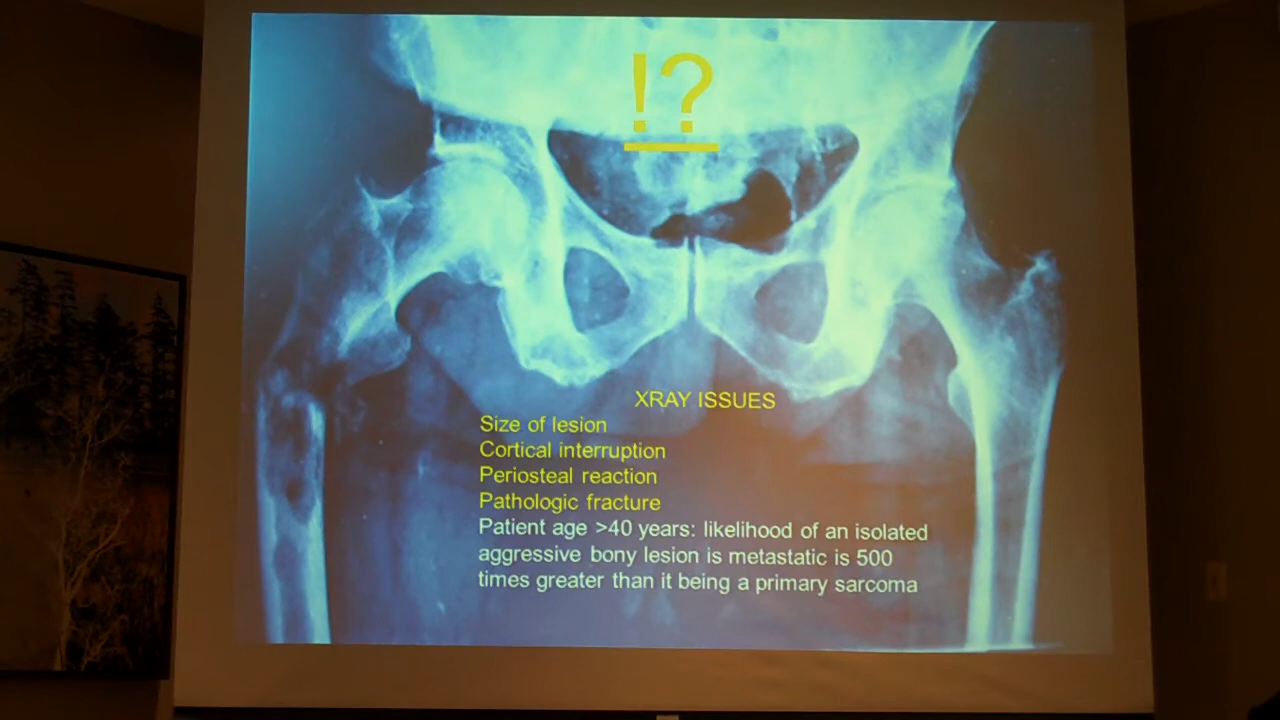 !?
XRAY ISSUES
Size of lesion
Cortical interruption
Periosteal reaction
Pathologic fracture
Patient age >40 years: likelihood of an isolated
aggressive bony lesion is metastatic is 500
times greater than it being a primary sarcoma